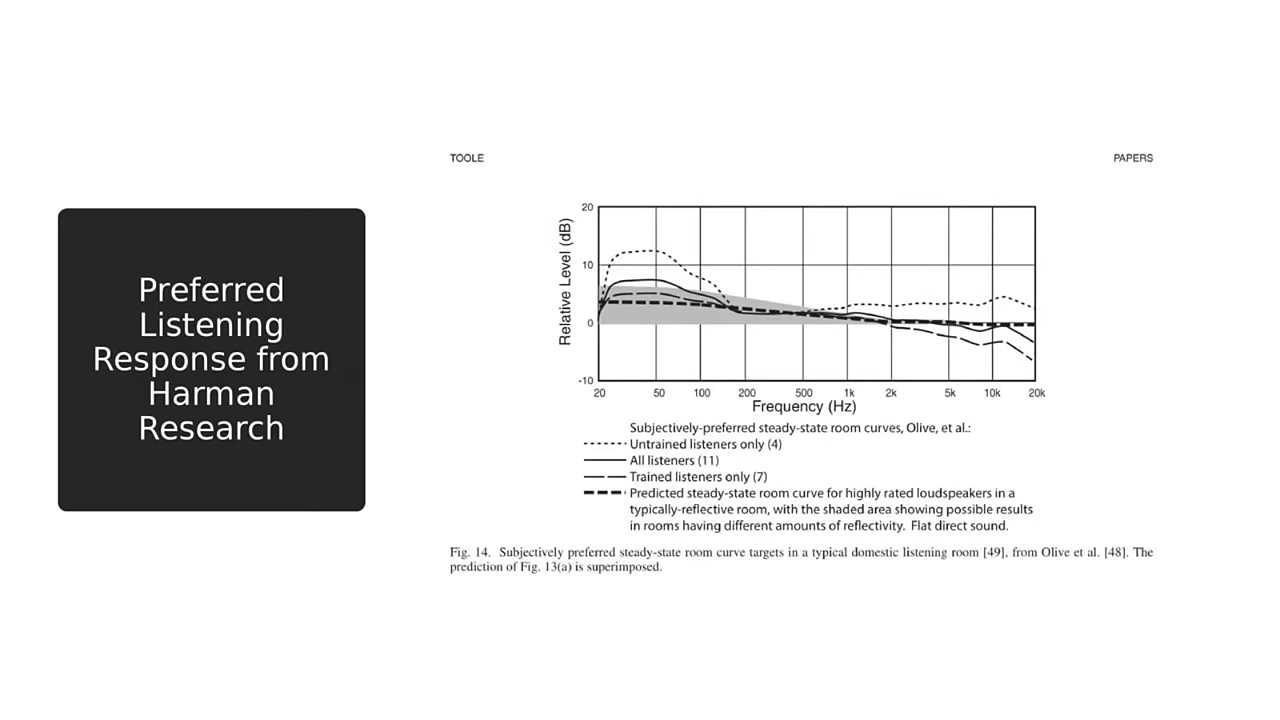 Preferred
Listening
Response from
Harman
Research
TOOLE
PAPERS
20
10
0
-10
Relative Level (dB)
20 50 100 200 500 1k 2k 5k 10k 20k
Frequency (Hz)
Subjectively-preferred steady-state room curves, Olive, et al.:
Untrained listeners only (4)
All listeners (11)
Trained listeners only (7)
Predicted steady-state room curve for highly rated loudspeakers in a
typically-reflective room, with the shaded area showing possible results
in rooms having different amounts of reflectivity. Flat direct sound.
Fig. 14. Subjectively preferred steady-state room curve targets in a typical domestic listening room [49], from Olive et al. [48]. The
prediction of Fig. 13(a) is superimposed.